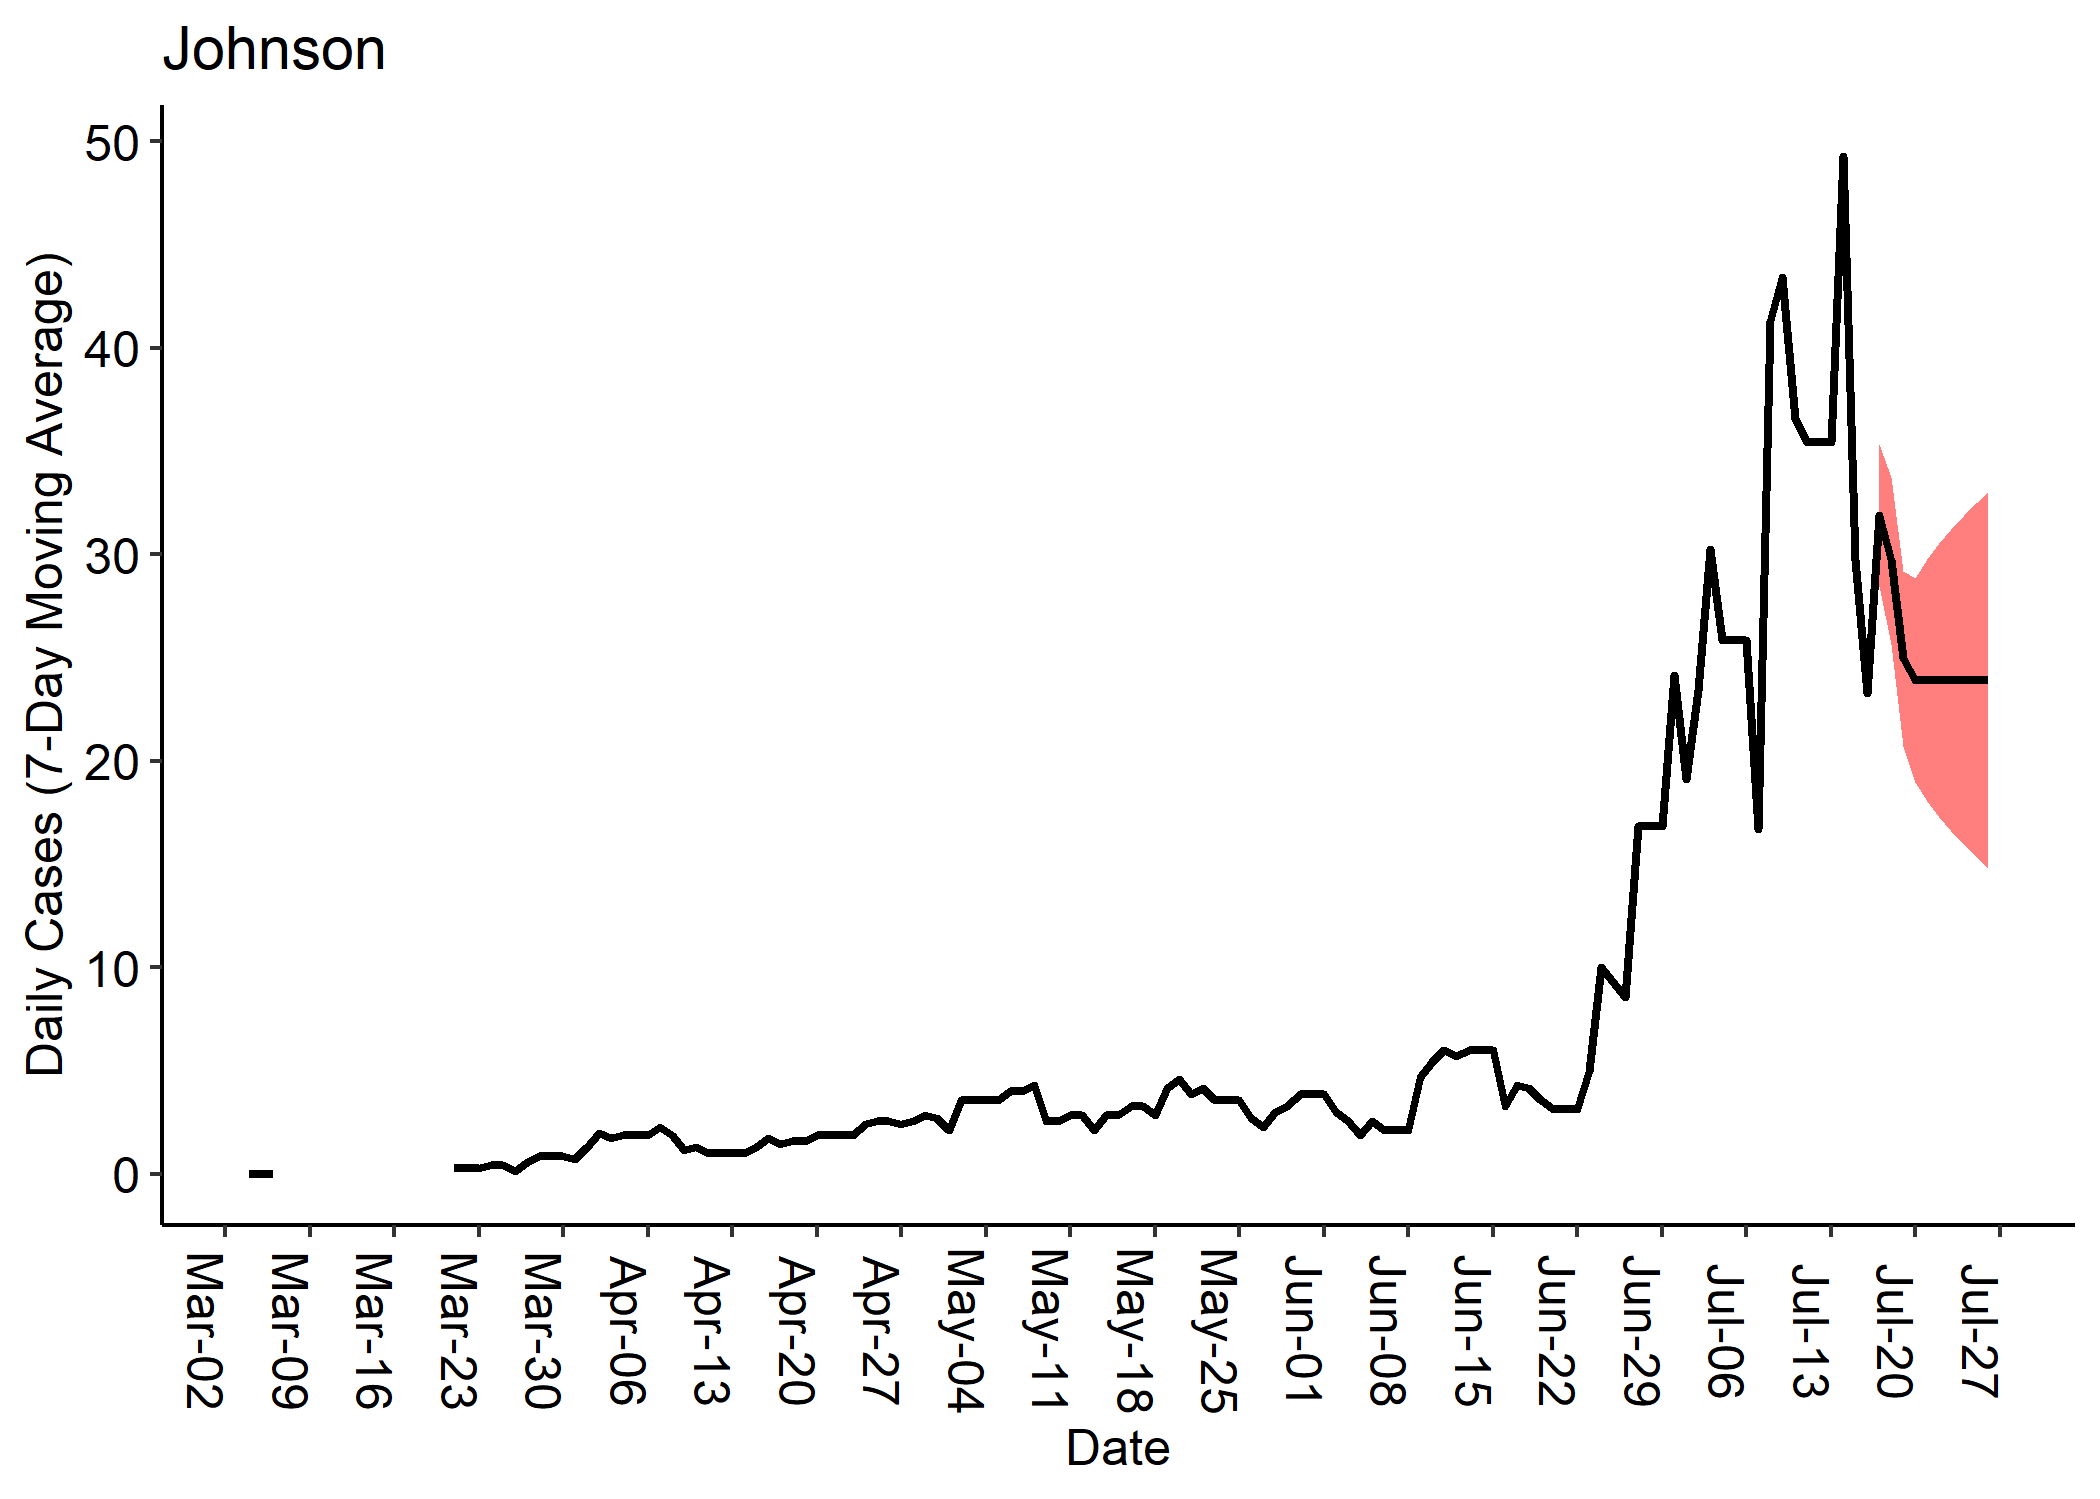 Johnson
Daily Cases (7-Day Moving Average)
50
40
30
20
10
0
Mar-02
Mar-09
Mar-16
Mar-23
Mar-30
Apr-06
Apr-13
Apr-20
Apr-27
May-04
May-11
May-18
May-25
Jun-01
Jun-08
Jun-15
Jun-22
Jun-29
Jul-06
Jul-13
Jul-20
Jul-27
Date